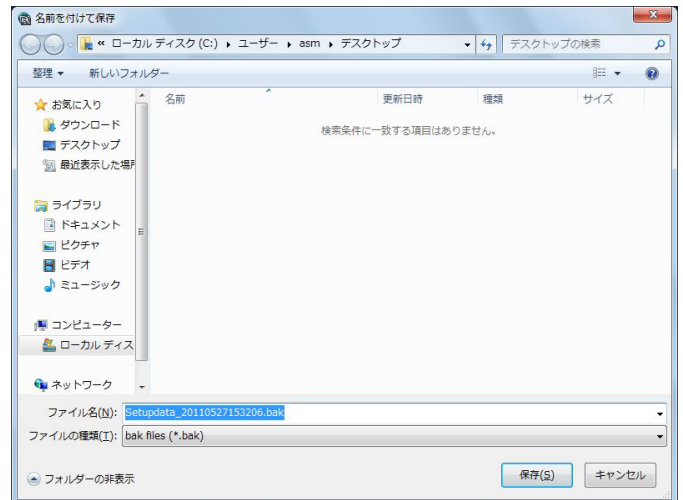 名前を付けて保存
« ローカル ディスク (C:) ▸ ユーザー ▸ asm ▸ デスクトップ
デスクトップの検索
整理 ▼ 新しいフォルダー
名前 更新日時 種類 サイズ
検索条件に一致する項目はありません。
お気に入り
ダウンロード
デスクトップ
最近表示した場所
ライブラリ
ドキュメント
ピクチャ
ビデオ
ミュージック
コンピューター
ローカル ディス
ネットワーク
ファイル名(N): Setupdata_20110527153206.bak
ファイルの種類(T): bak files (*.bak)
フォルダーの非表示
保存(S) キャンセル